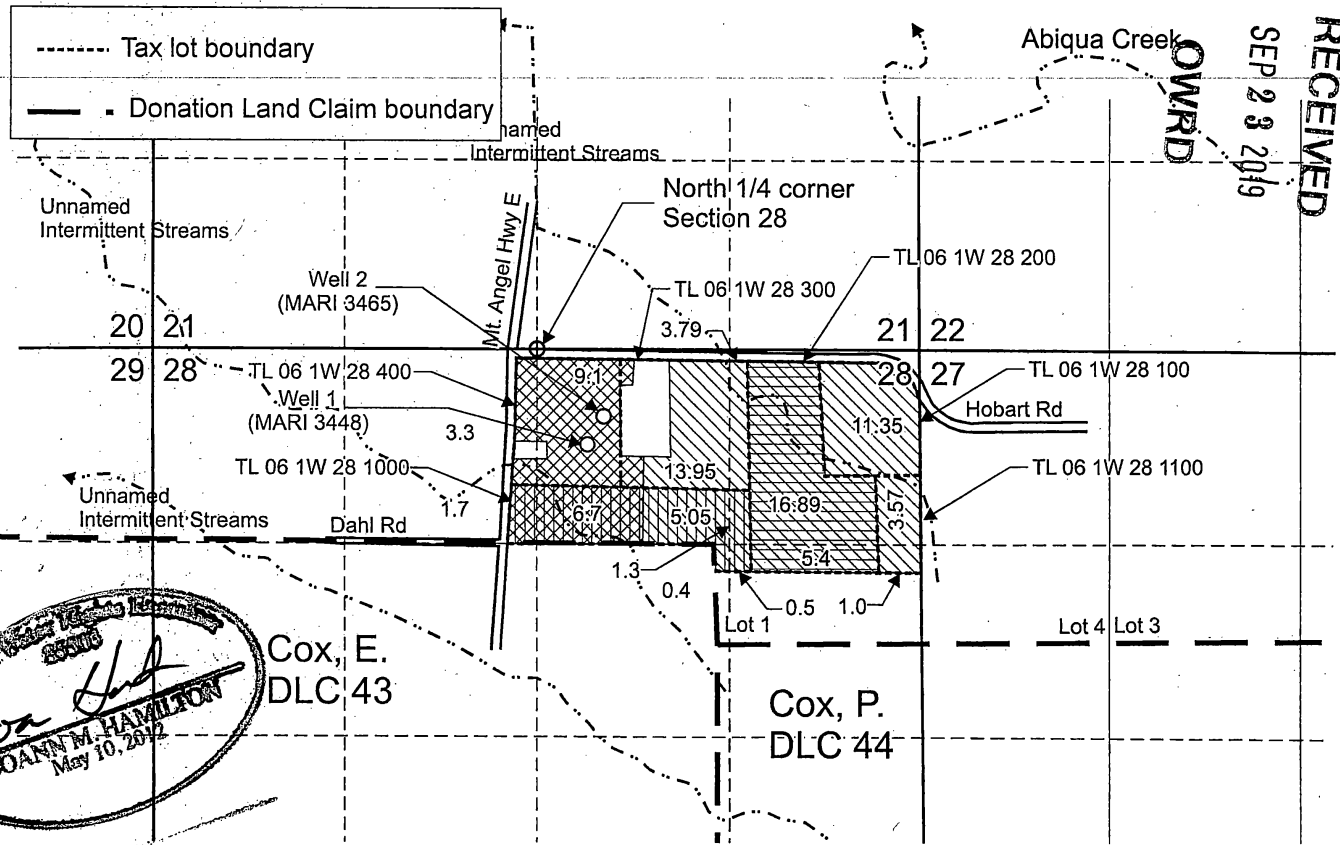 Tax lot boundary
Donation Land Claim boundary
Abiqua Creek
RECEIVED
SEP 23 2019
OWRD
named
Intermittent Streams
Unnamed
Intermittent Streams
North 1/4 corner
Section 28
Mt. Angel Hwy E
Well 2
(MARI 3465)
TL 06 1W 28 200
TL 06 1W 28 300
3.79
20 21
29 28
21 22
28 27
TL 06 1W 28 400
9.1
TL 06 1W 28 100
Well 1
(MARI 3448)
3.3
Hobart Rd
11.35
TL 06 1W 28 1000
13.95
TL 06 1W 28 1100
1.7
Unnamed
Intermittent Streams
Dahl Rd
6.7
5.05
16.89
3.57
5.4
1.3
0.4
0.5
1.0
Lot 1
Lot 4 Lot 3
Cox, E.
DLC 43
Cox, P.
DLC 44
Water Rights
JOANN M. HAMILTON
May 10, 2012